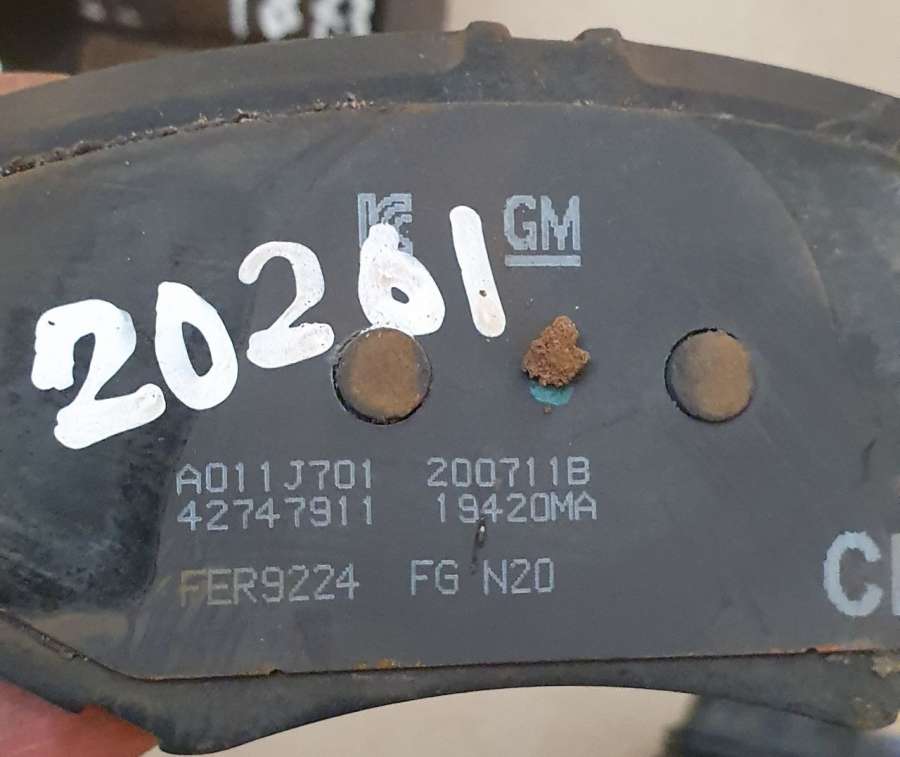 GM
20261
A011J701 200711B
42747911 19420MA
FER9224 FG N20